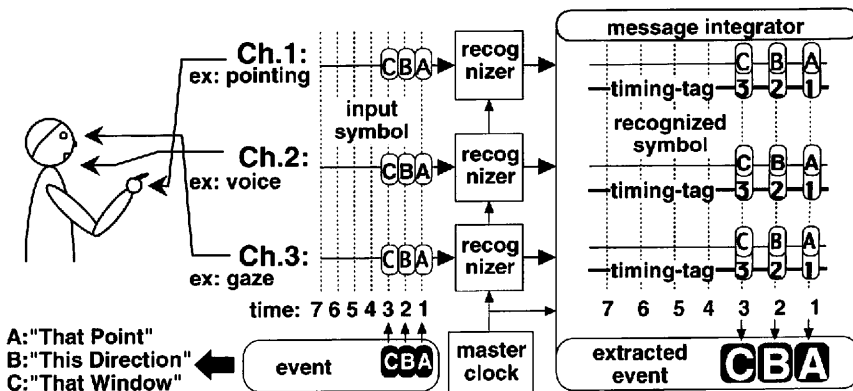 Ch.1:
ex: pointing
Ch.2:
ex: voice
Ch.3:
ex: gaze
input
symbol
C B A
C B A
C B A
time: 7 6 5 4 3 2 1
event
C B A
A:"That Point"
B:"This Direction"
C:"That Window"
recog
nizer
recog
nizer
recog
nizer
master
clock
message integrator
C B A
timing-tag 3 2 1
recognized
symbol
C B A
timing-tag 3 2 1
C B A
timing-tag 3 2 1
7 6 5 4 3 2 1
extracted
event
C B A